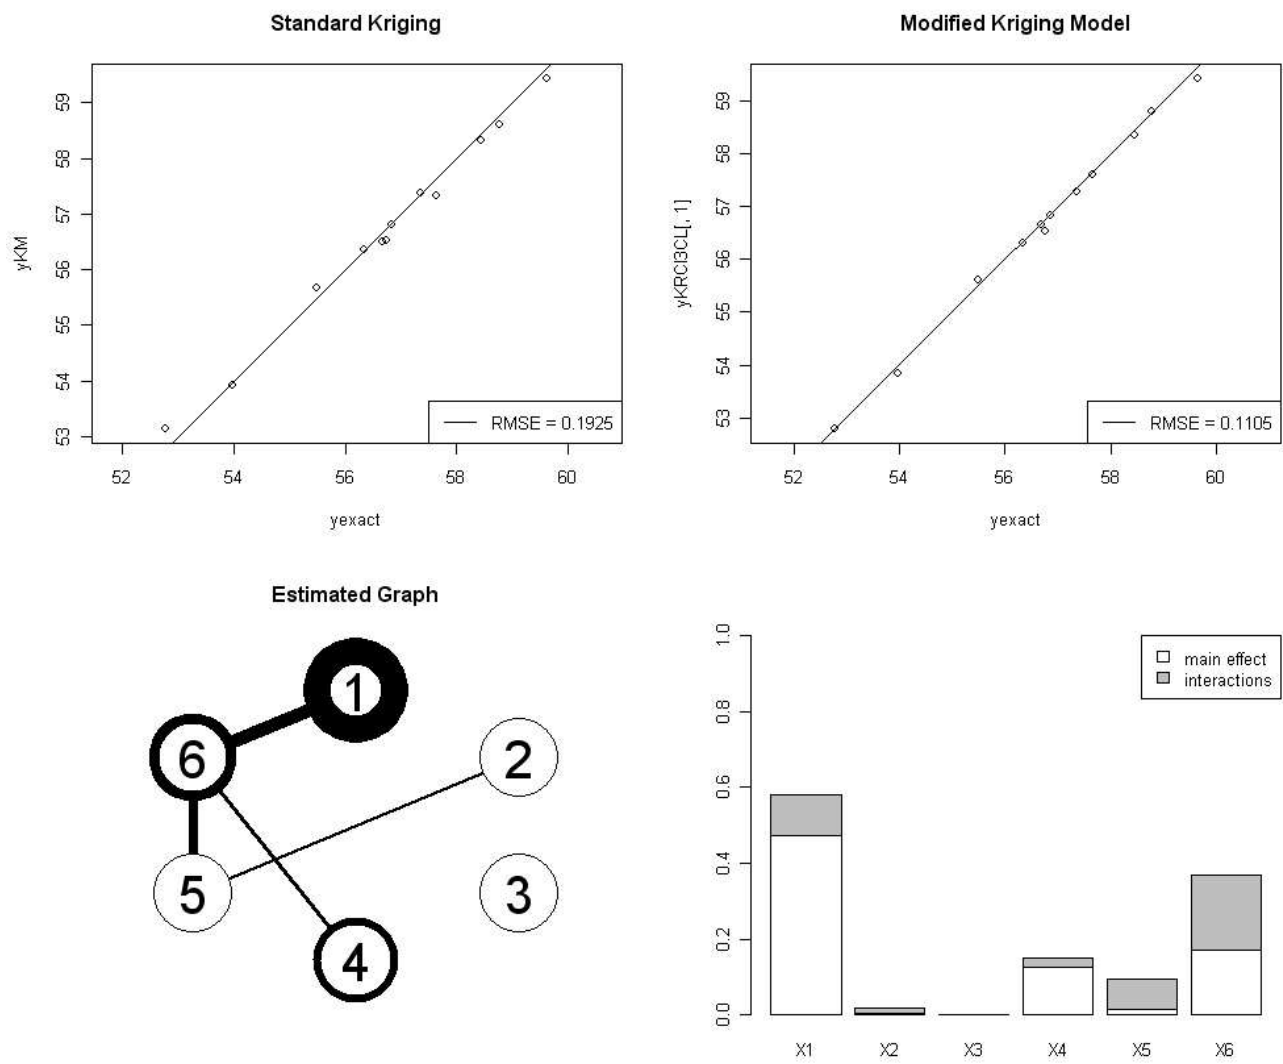 Standard Kriging
yKM
59
58
57
56
55
54
53
RMSE = 0.1925
52 54 56 58 60
yexact
Modified Kriging Model
yKRCI3CL[, 1]
59
58
57
56
55
54
53
RMSE = 0.1105
52 54 56 58 60
yexact
Estimated Graph
1
6
2
5
3
4
1.0
0.8
0.6
0.4
0.2
0.0
main effect
interactions
X1 X2 X3 X4 X5 X6